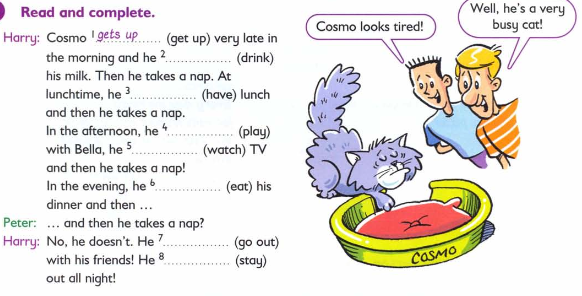 Read and complete.
Harry: Cosmo 1 gets up (get up) very late in
the morning and he 2 ................ (drink)
his milk. Then he takes a nap. At
lunchtime, he 3 ................ (have) lunch
and then he takes a nap.
In the afternoon, he 4 ................ (play)
with Bella, he 5 ................ (watch) TV
and then he takes a nap!
In the evening, he 6 ................ (eat) his
dinner and then ...
Peter: ... and then he takes a nap?
Harry: No, he doesn't. He 7 ................ (go out)
with his friends! He 8 ................ (stay)
out all night!
Cosmo looks tired!
Well, he's a very
busy cat!
COSMO